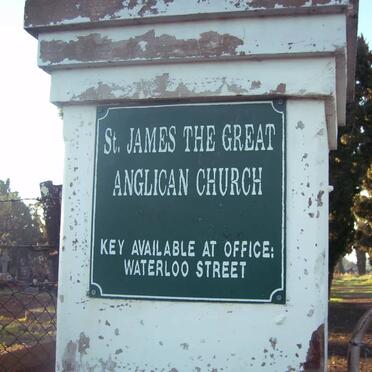 St. JAMES THE GREAT
ANGLICAN CHURCH
KEY AVAILABLE AT OFFICE:
WATERLOO STREET